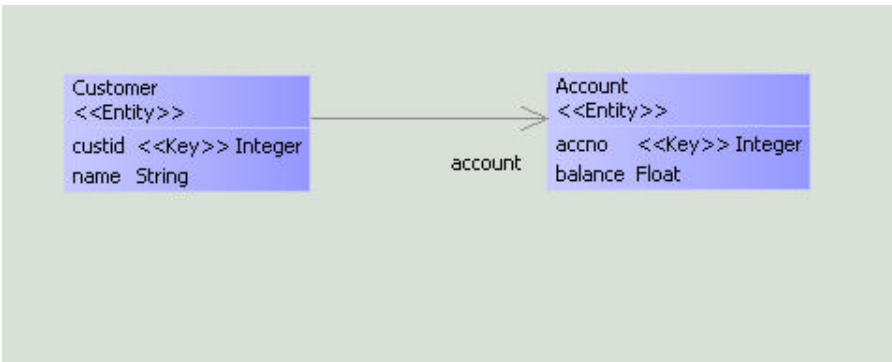 Customer
<<Entity>>
custid <<Key>> Integer
name String
account
Account
<<Entity>>
accno <<Key>> Integer
balance Float